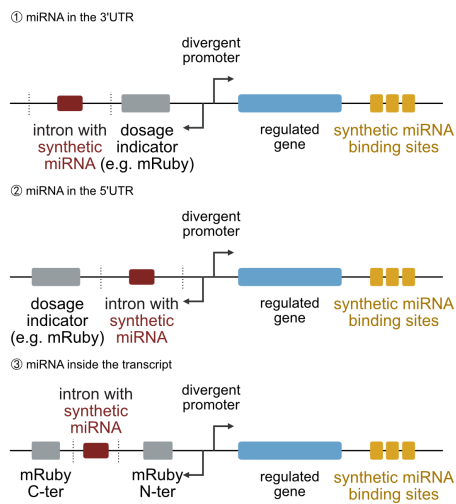 ① miRNA in the 3'UTR
divergent
promoter
intron with
synthetic
miRNA
dosage
indicator
(e.g. mRuby)
regulated
gene
synthetic miRNA
binding sites
② miRNA in the 5'UTR
divergent
promoter
dosage
indicator
(e.g. mRuby)
intron with
synthetic
miRNA
regulated
gene
synthetic miRNA
binding sites
③ miRNA inside the transcript
intron with
synthetic
miRNA
divergent
promoter
mRuby
C-ter
mRuby
N-ter
regulated
gene
synthetic miRNA
binding sites